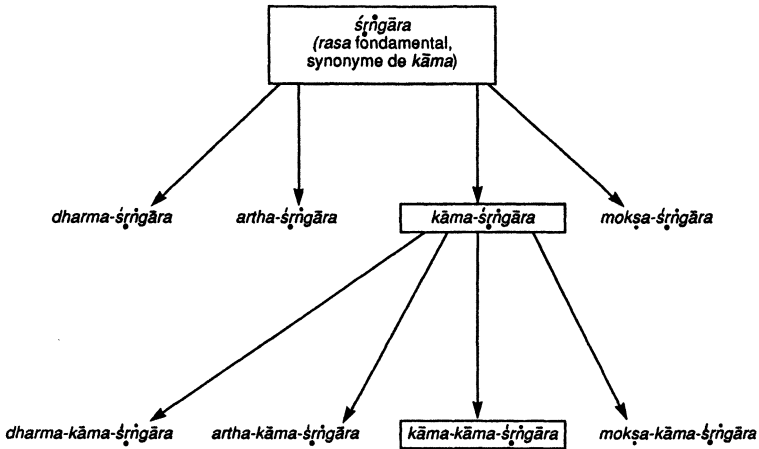 śṛṅgāra
(rasa fondamental,
synonyme de kāma)
dharma-śṛṅgāra artha-śṛṅgāra kāma-śṛṅgāra mokṣa-śṛṅgāra
dharma-kāma-śṛṅgāra artha-kāma-śṛṅgāra kāma-kāma-śṛṅgāra mokṣa-kāma-śṛṅgāra